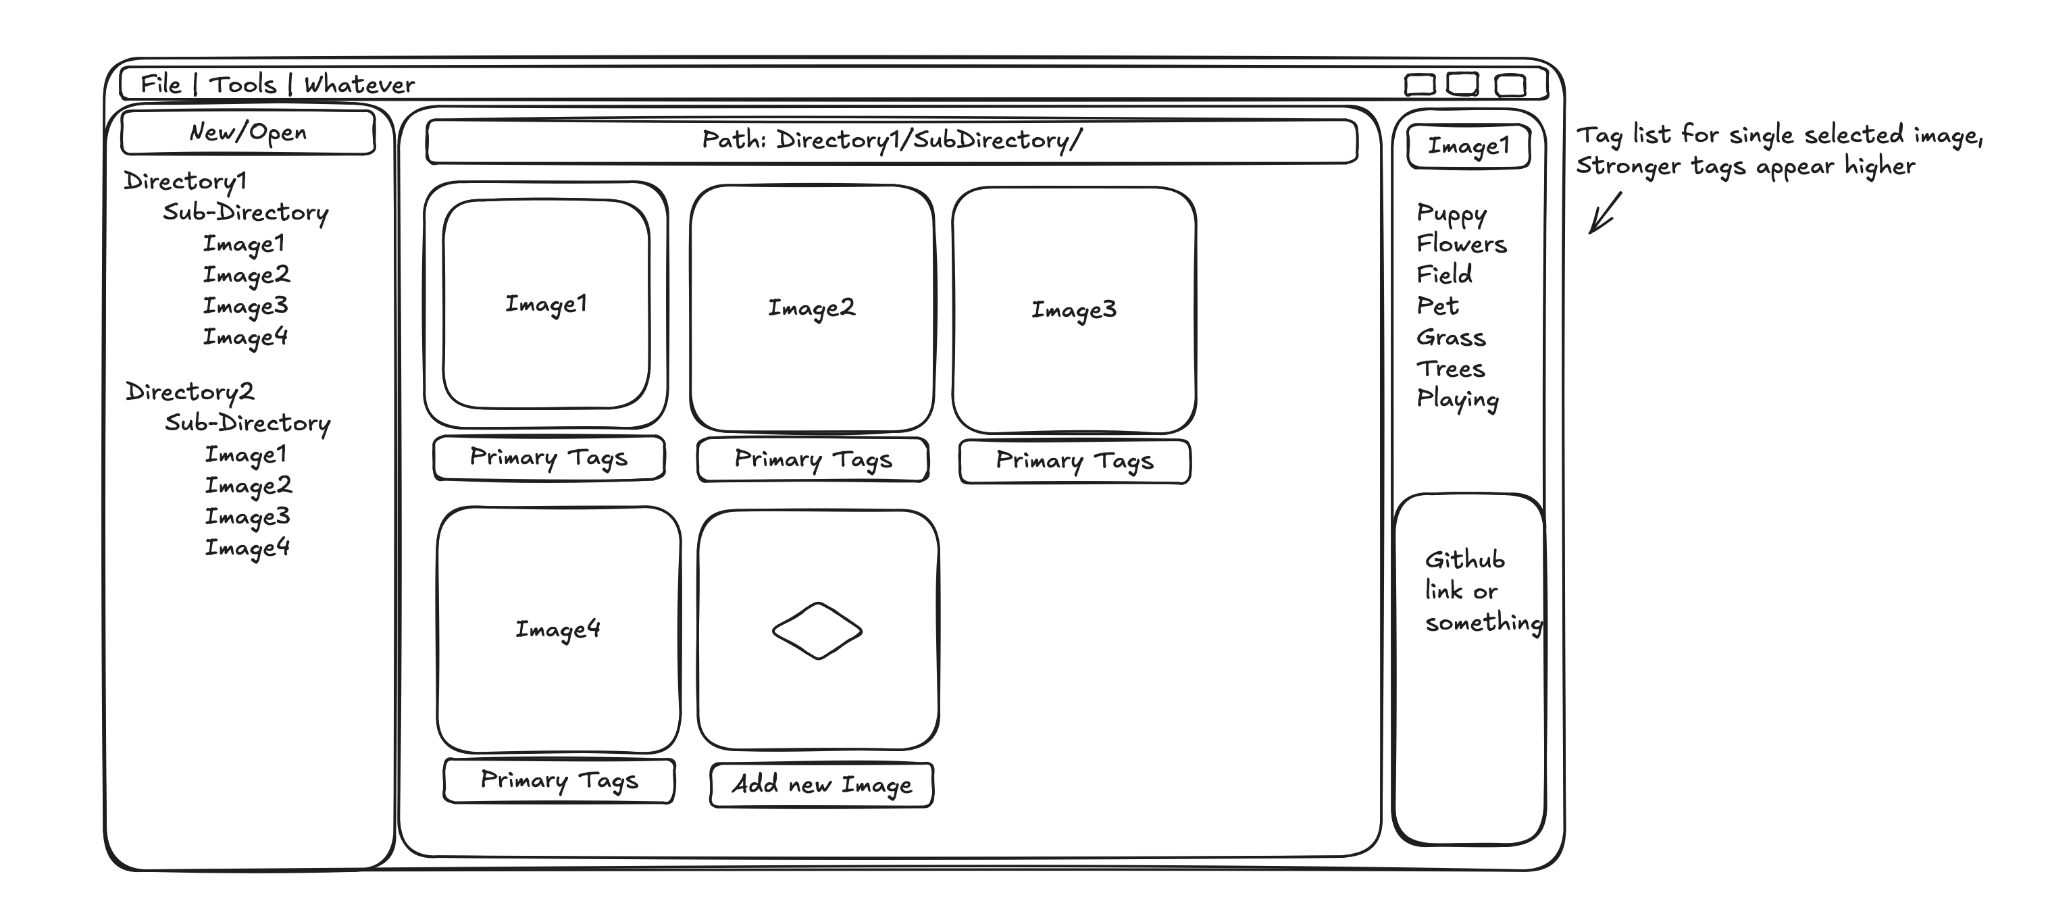 File | Tools | Whatever
New/Open
Directory1
Sub-Directory
Image1
Image2
Image3
Image4
Directory2
Sub-Directory
Image1
Image2
Image3
Image4
Path: Directory1/SubDirectory/
Image1
Image2
Image3
Primary Tags
Primary Tags
Primary Tags
Image4
Primary Tags
Add new Image
Image1
Puppy
Flowers
Field
Pet
Grass
Trees
Playing
Github
link or
something
Tag list for single selected image,
Stronger tags appear higher